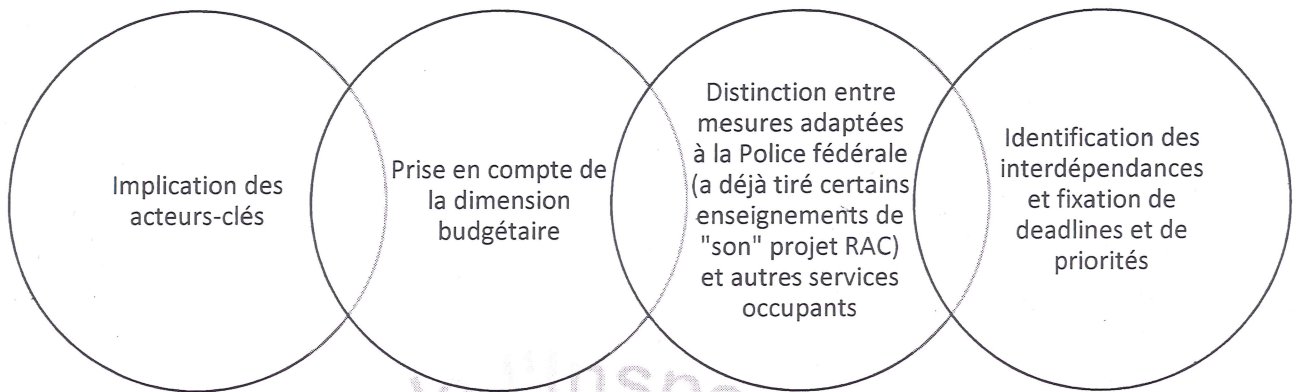 Implication des
acteurs-clés
Prise en compte de
la dimension
budgétaire
Distinction entre
mesures adaptées
à la Police fédérale
(a déjà tiré certains
enseignements de
"son" projet RAC)
et autres services
occupants
Identification des
interdépendances
et fixation de
deadlines et de
priorités